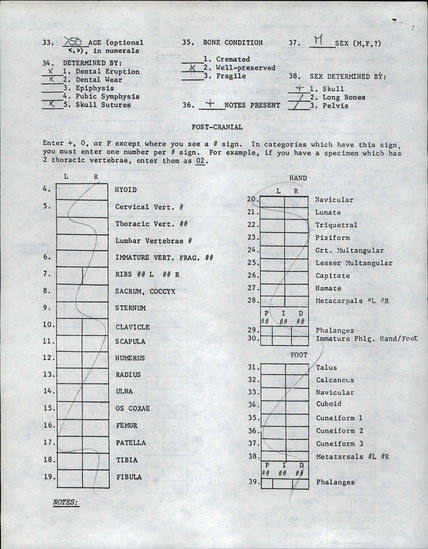 33. >50 AGE (optional
<,>), in numerals
34. DETERMINED BY:
X 1. Dental Eruption
X 2. Dental Wear
3. Epiphysis
4. Pubic Symphysis
X 5. Skull Sutures
35. BONE CONDITION
1. Cremated
X 2. Well-preserved
3. Fragile
36. + NOTES PRESENT
37. M SEX (M,F,?)
38. SEX DETERMINED BY:
+ 1. Skull
/ 2. Long Bones
/ 3. Pelvis
POST-CRANIAL
Enter +, 0, or F except where you see a # sign. In categories which have this sign,
you must enter one number per # sign. For example, if you have a specimen which has
2 thoracic vertebrae, enter them as 02.
L R
4. HYOID
5. Cervical Vert. #
Thoracic Vert. ##
Lumbar Vertebrae #
6. IMMATURE VERT. FRAG. ##
7. RIBS ## L ## R
8. SACRUM, COCCYX
9. STERNUM
10. CLAVICLE
11. SCAPULA
12. HUMERUS
13. RADIUS
14. ULNA
15. OS COXAE
16. FEMUR
17. PATELLA
18. TIBIA
19. FIBULA
NOTES:
HAND
L R
20. Navicular
21. Lunate
22. Triquetral
23. Pisiform
24. Grt. Multangular
25. Lesser Multangular
26. Capitate
27. Hamate
28. Metacarpals #L #R
P I D
## ## ##
29. Phalanges
30. Immature Phlg. Hand/Foot
FOOT
31. Talus
32. Calcaneus
33. Navicular
34. Cuboid
35. Cuneiform 1
36. Cuneiform 2
37. Cuneiform 3
38. Metatarsals #L #R
P I D
## ## ##
39. Phalanges